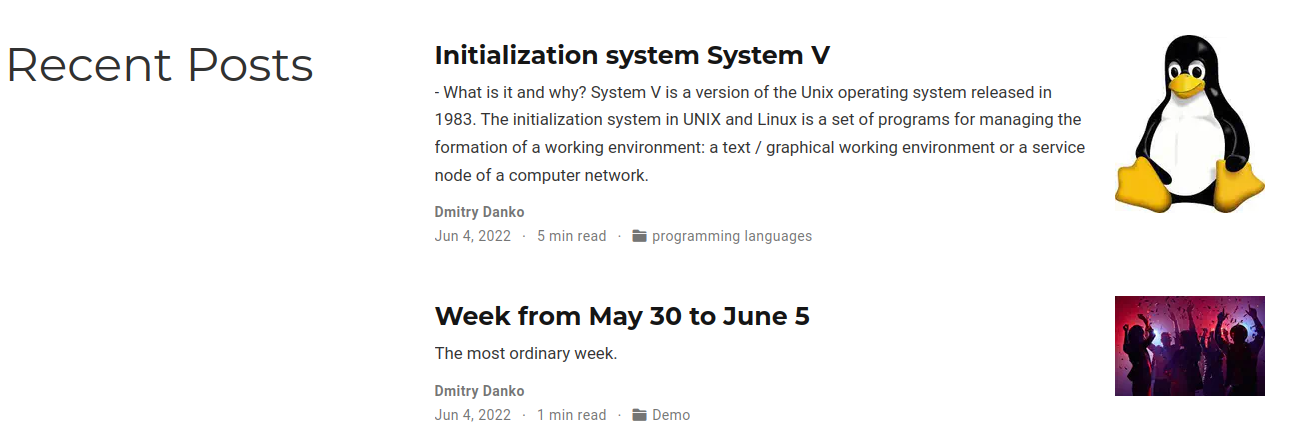 Recent Posts
Initialization system System V
- What is it and why? System V is a version of the Unix operating system released in
1983. The initialization system in UNIX and Linux is a set of programs for managing the
formation of a working environment: a text / graphical working environment or a service
node of a computer network.
Dmitry Danko
Jun 4, 2022 · 5 min read · programming languages
Week from May 30 to June 5
The most ordinary week.
Dmitry Danko
Jun 4, 2022 · 1 min read · Demo